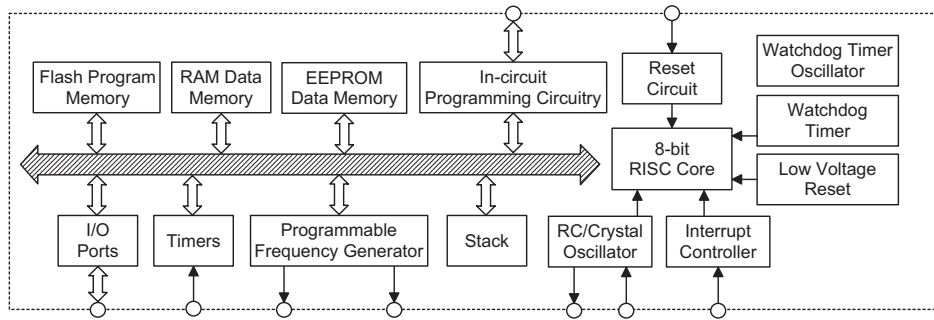 Flash Program
Memory
RAM Data
Memory
EEPROM
Data Memory
In-circuit
Programming Circuitry
Reset
Circuit
Watchdog Timer
Oscillator
Watchdog
Timer
8-bit
RISC Core
Low Voltage
Reset
I/O
Ports
Timers
Programmable
Frequency Generator
Stack
RC/Crystal
Oscillator
Interrupt
Controller